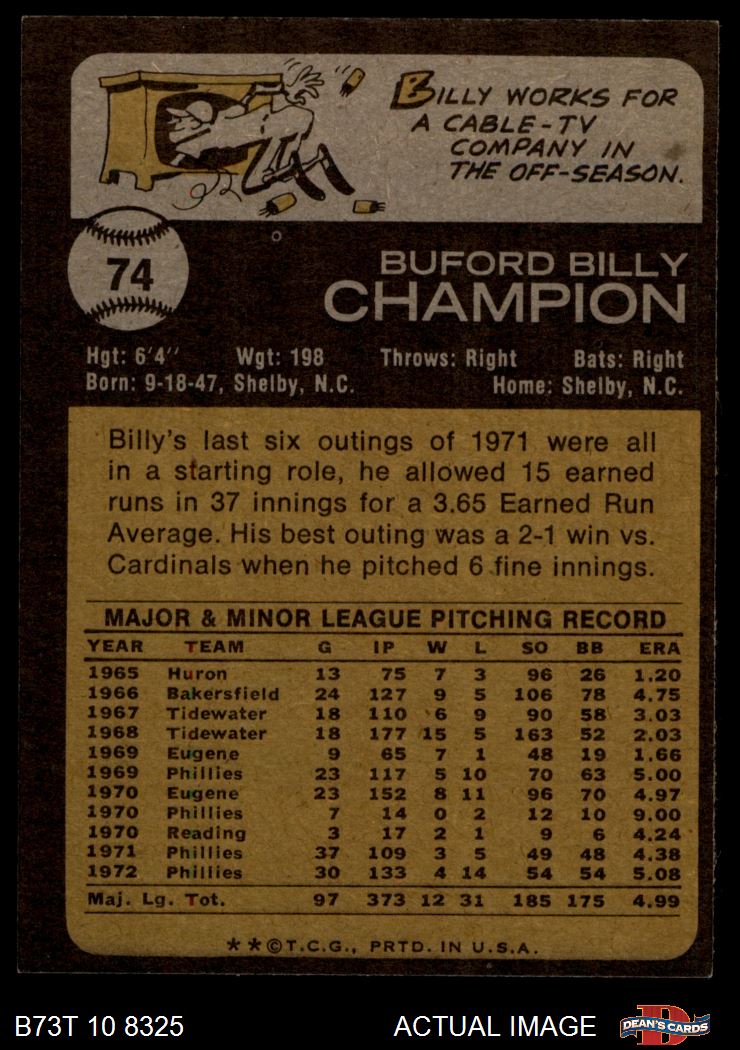 BILLY WORKS FOR
A CABLE-TV
COMPANY IN
THE OFF-SEASON.
74
BUFORD BILLY
CHAMPION
Hgt: 6'4" Wgt: 198 Throws: Right Bats: Right
Born: 9-18-47, Shelby, N.C. Home: Shelby, N.C.
Billy's last six outings of 1971 were all
in a starting role, he allowed 15 earned
runs in 37 innings for a 3.65 Earned Run
Average. His best outing was a 2-1 win vs.
Cardinals when he pitched 6 fine innings.
MAJOR & MINOR LEAGUE PITCHING RECORD
YEAR TEAM G IP W L SO BB ERA
1965 Huron 13 75 7 3 96 26 1.20
1966 Bakersfield 24 127 9 5 106 78 4.75
1967 Tidewater 18 110 6 9 90 58 3.03
1968 Tidewater 18 177 15 5 163 52 2.03
1969 Eugene 9 65 7 1 48 19 1.66
1969 Phillies 23 117 5 10 70 63 5.00
1970 Eugene 23 152 8 11 96 70 4.97
1970 Phillies 7 14 0 2 12 10 9.00
1970 Reading 3 17 2 1 9 6 4.24
1971 Phillies 37 109 3 5 49 48 4.38
1972 Phillies 30 133 4 14 54 54 5.08
Maj. Lg. Tot. 97 373 12 31 185 175 4.99
**©T.C.G., PRTD. IN U.S.A.
B73T 10 8325 ACTUAL IMAGE D DEAN'S CARDS